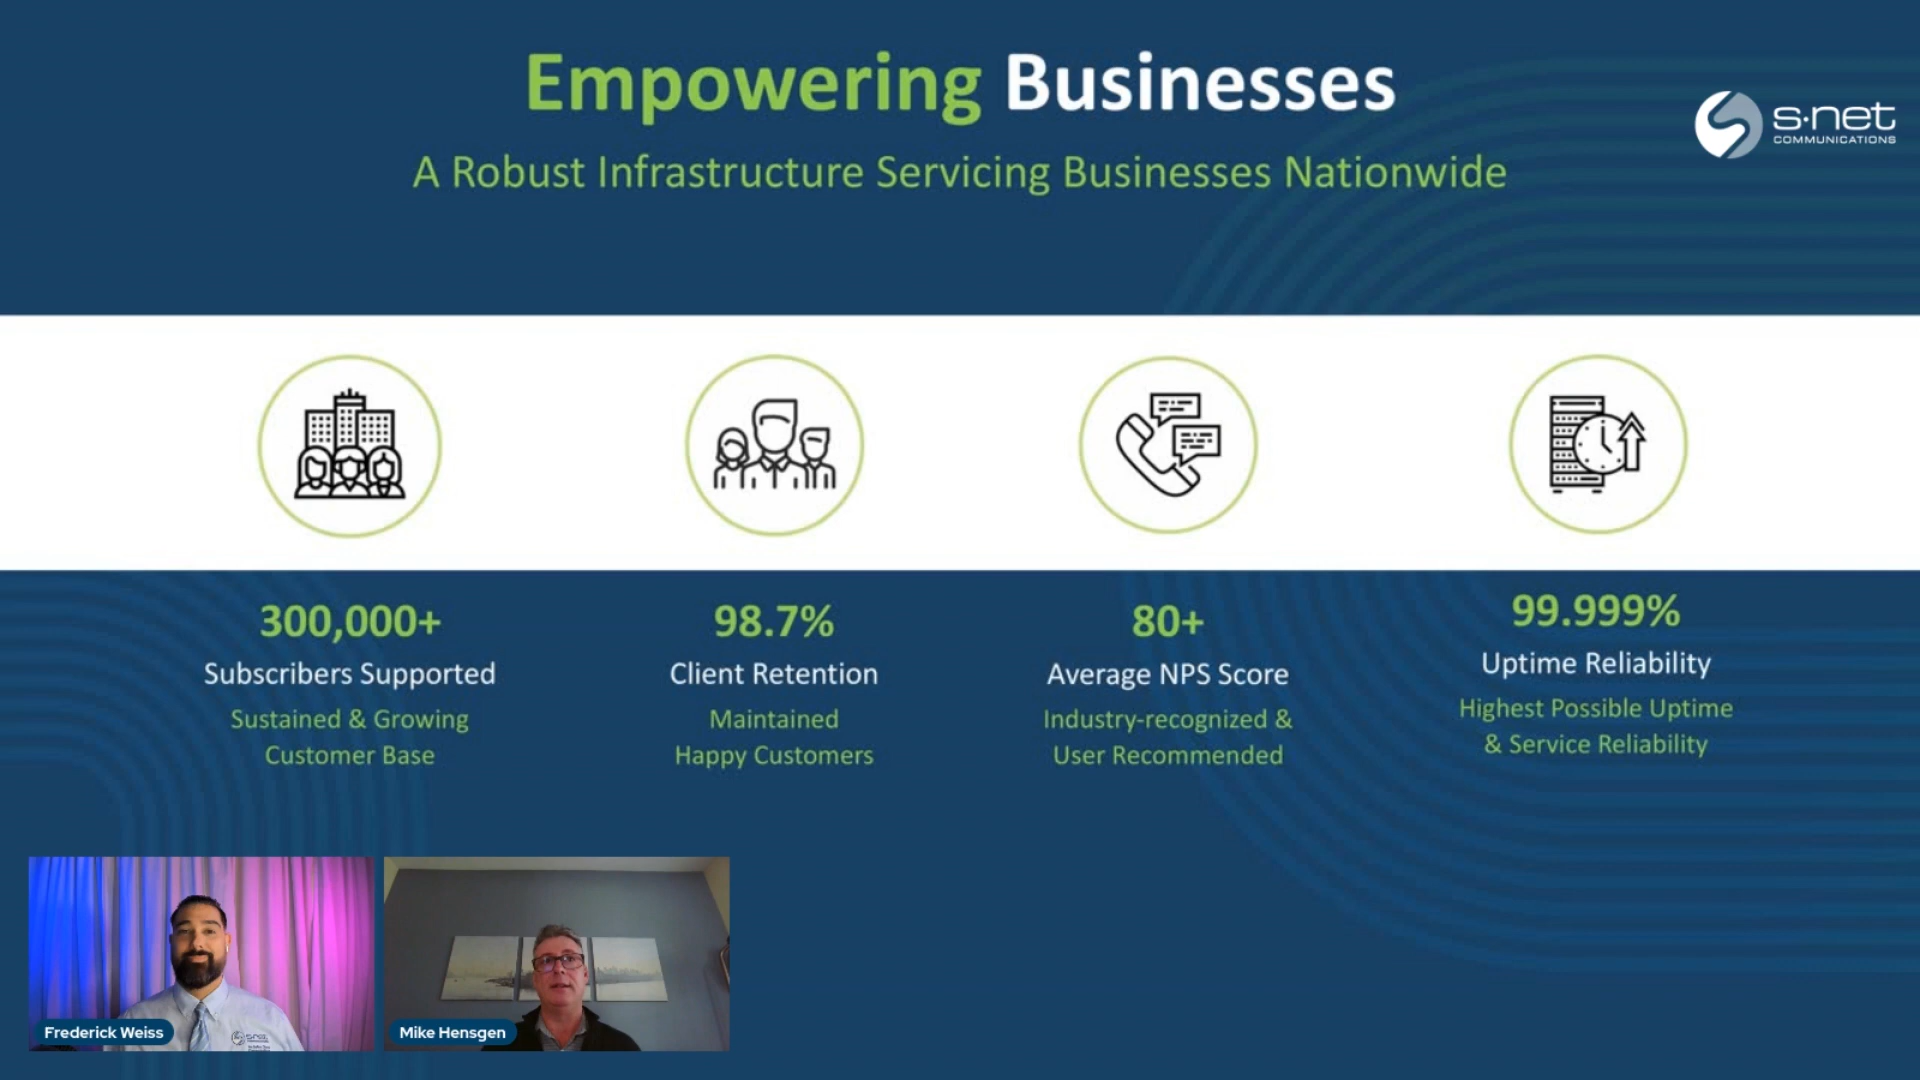 Empowering Businesses
A Robust Infrastructure Servicing Businesses Nationwide
s·net
COMMUNICATIONS
300,000+
Subscribers Supported
Sustained & Growing
Customer Base
98.7%
Client Retention
Maintained
Happy Customers
80+
Average NPS Score
Industry-recognized &
User Recommended
99.999%
Uptime Reliability
Highest Possible Uptime
& Service Reliability
Frederick Weiss
s·net
Mike Hensgen